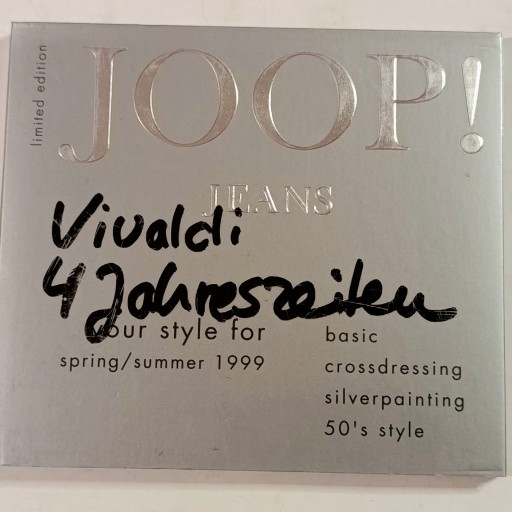 limited edition
JOOP!
JEANS
Vivaldi
4 Jahreszeiten
your style for
spring/summer 1999
basic
crossdressing
silverpainting
50's style